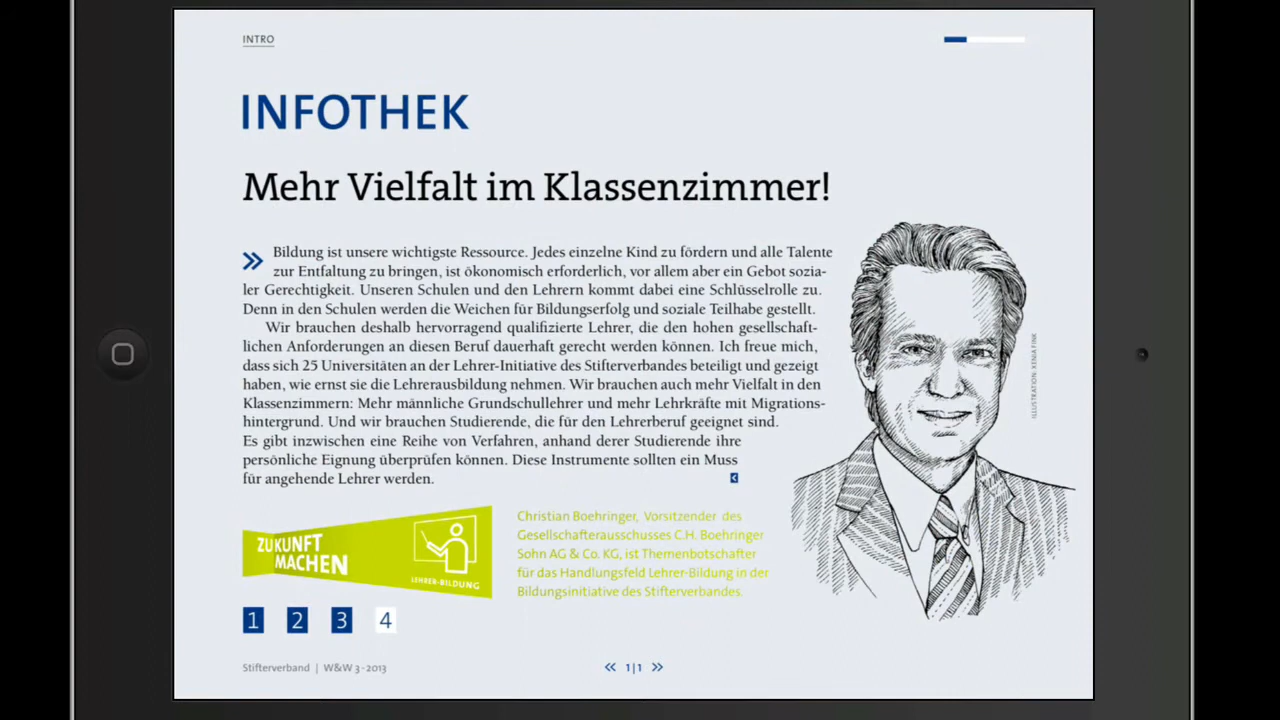 INTRO
INFOTHEK
Mehr Vielfalt im Klassenzimmer!
Bildung ist unsere wichtigste Ressource. Jedes einzelne Kind zu fördern und alle Talente
zur Entfaltung zu bringen, ist ökonomisch erforderlich, vor allem aber ein Gebot sozia-
ler Gerechtigkeit. Unseren Schulen und den Lehrern kommt dabei eine Schlüsselrolle zu.
Denn in den Schulen werden die Weichen für Bildungserfolg und soziale Teilhabe gestellt.
Wir brauchen deshalb hervorragend qualifizierte Lehrer, die den hohen gesellschaft-
lichen Anforderungen an diesen Beruf dauerhaft gerecht werden können. Ich freue mich,
dass sich 25 Universitäten an der Lehrer-Initiative des Stifterverbandes beteiligt und gezeigt
haben, wie ernst sie die Lehrerausbildung nehmen. Wir brauchen auch mehr Vielfalt in den
Klassenzimmern: Mehr männliche Grundschullehrer und mehr Lehrkräfte mit Migrations-
hintergrund. Und wir brauchen Studierende, die für den Lehrerberuf geeignet sind.
Es gibt inzwischen eine Reihe von Verfahren, anhand derer Studierende ihre
persönliche Eignung überprüfen können. Diese Instrumente sollten ein Muss
für angehende Lehrer werden.
ILLUSTRATION: XENIA FINK
ZUKUNFT
MACHEN
LEHRER-BILDUNG
Christian Boehringer, Vorsitzender des
Gesellschafterausschusses C.H. Boehringer
Sohn AG & Co. KG, ist Themenbotschafter
für das Handlungsfeld Lehrer-Bildung in der
Bildungsinitiative des Stifterverbandes.
1 2 3 4
Stifterverband | W&W 3-2013
« 1|1 »